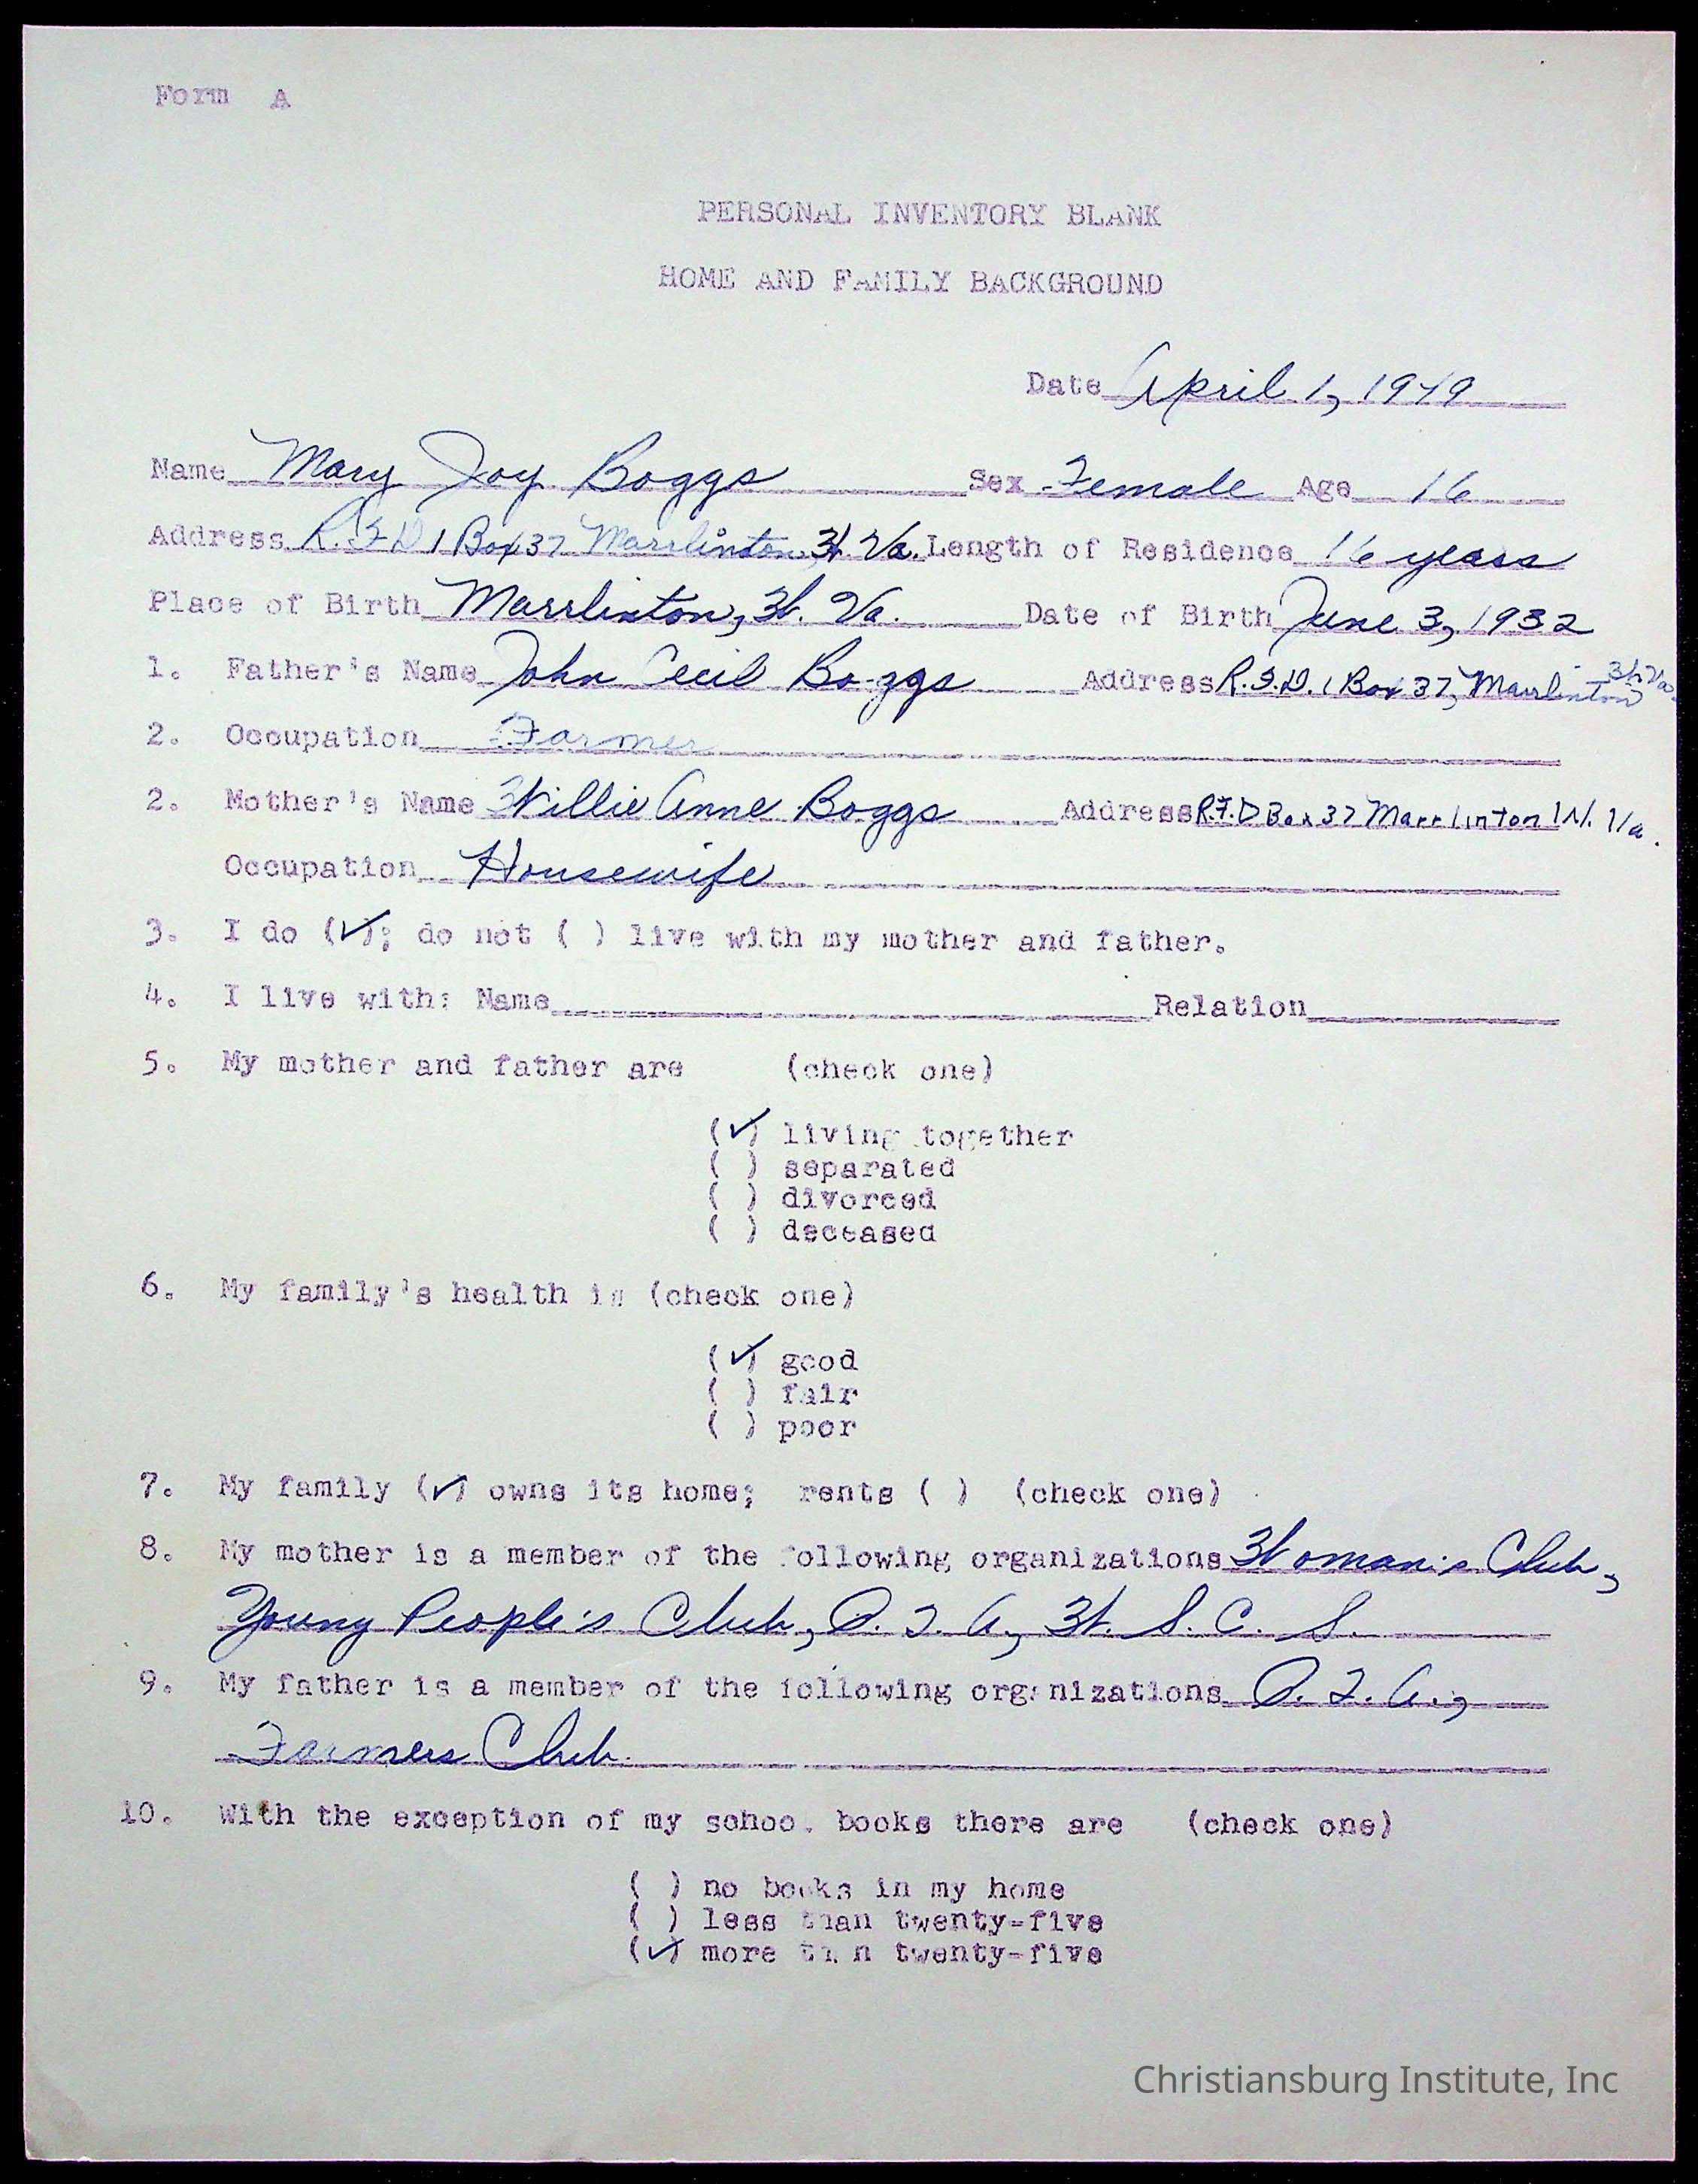 Form A
PERSONAL INVENTORY BLANK
HOME AND FAMILY BACKGROUND
Date April 1, 1949
Name Mary Joy Boggs Sex Female Age 16
Address R.F.D 1 Box 37 Marrlinton W. Va. Length of Residence 16 years
Place of Birth Marrlinton, W. Va. Date of Birth June 3, 1932
1. Father's Name John Cecil Boggs Address R.F.D. 1 Box 37, Marrlinton W. Va.
2. Occupation Farmer
2. Mother's Name Willie Anne Boggs Address R.F.D Box 37 Marrlinton W. Va.
Occupation Housewife
3. I do (✓); do not ( ) live with my mother and father.
4. I live with: Name Relation
5. My mother and father are (check one)
(✓) living together
( ) separated
( ) divorced
( ) deceased
6. My family's health is (check one)
(✓) good
( ) fair
( ) poor
7. My family (✓) owns its home; rents ( ) (check one)
8. My mother is a member of the following organizations Woman's Club,
Young People's Club, P. T. A, W. S. C. S.
9. My father is a member of the following organizations P. T. A.,
Farmers Club.
10. With the exception of my school books there are (check one)
( ) no books in my home
( ) less than twenty-five
(✓) more than twenty-five
Christiansburg Institute, Inc